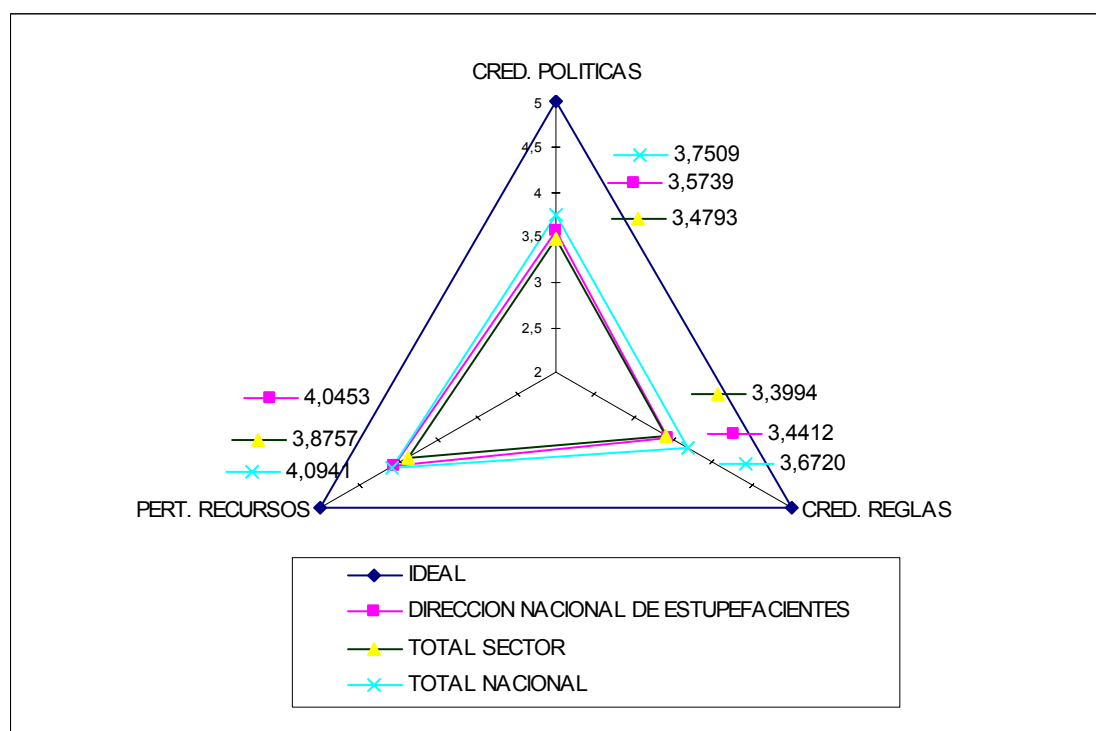 CRED. POLITICAS
5
4,5
4
3,5
3
2,5
2
3,7509
3,5739
3,4793
4,0453
3,8757
4,0941
3,3994
3,4412
3,6720
PERT. RECURSOS
CRED. REGLAS
IDEAL
DIRECCION NACIONAL DE ESTUPEFACIENTES
TOTAL SECTOR
TOTAL NACIONAL